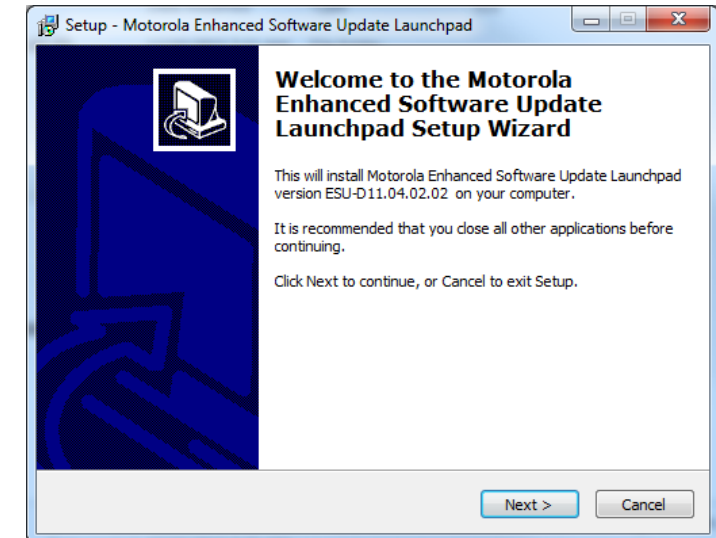 Setup - Motorola Enhanced Software Update Launchpad
Welcome to the Motorola
Enhanced Software Update
Launchpad Setup Wizard
This will install Motorola Enhanced Software Update Launchpad
version ESU-D11.04.02.02 on your computer.
It is recommended that you close all other applications before
continuing.
Click Next to continue, or Cancel to exit Setup.
Next >
Cancel